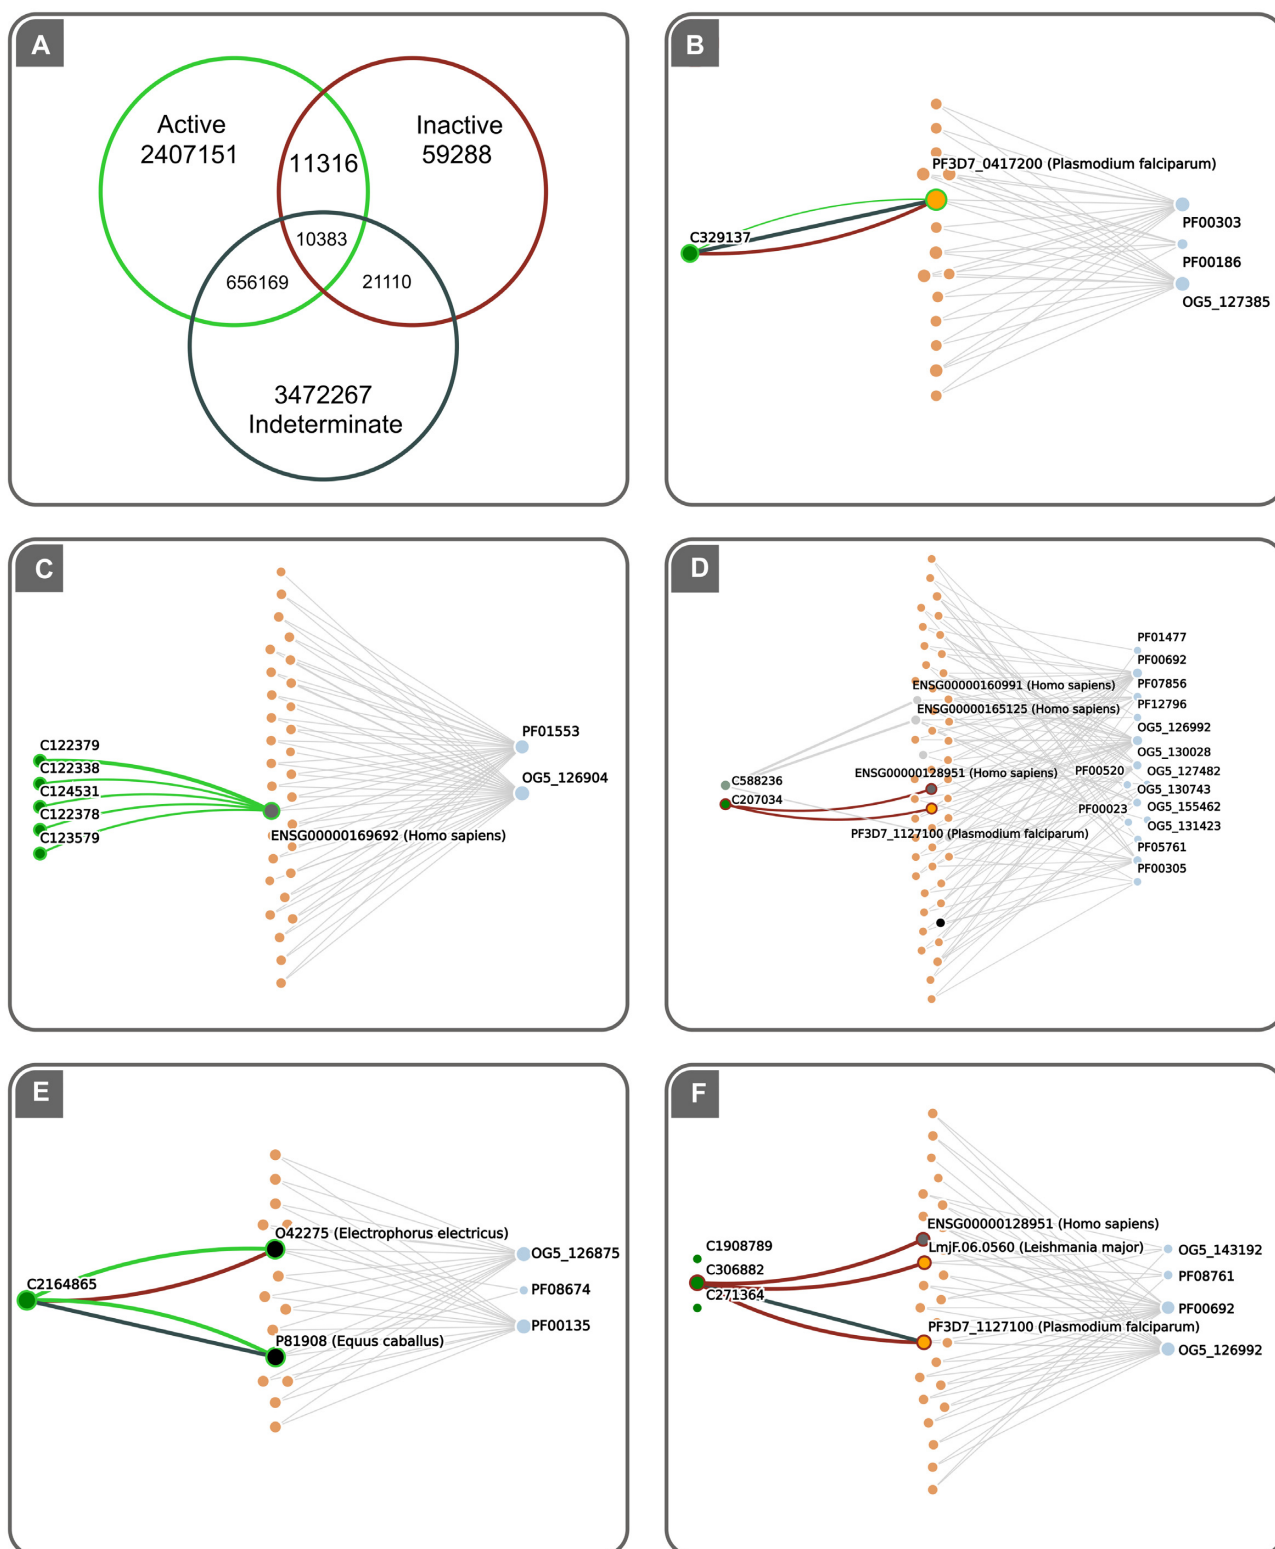 A
Active
2407151
Inactive
59288
11316
10383
656169
21110
3472267
Indeterminate
B
PF3D7_0417200 (Plasmodium falciparum)
C329137
PF00303
PF00186
OG5_127385
C
C122379
C122338
C124531
C122378
C123579
ENSG00000169692 (Homo sapiens)
PF01553
OG5_126904
D
ENSG00000160991 (Homo sapiens)
ENSG00000165125 (Homo sapiens)
ENSG00000128951 (Homo sapiens)
C588236
C207034
PF3D7_1127100 (Plasmodium falciparum)
PF01477
PF00692
PF07856
PF12796
OG5_126992
OG5_130028
PF00520
OG5_127482
OG5_130743
PF00023
OG5_155462
OG5_131423
PF05761
PF00305
E
O42275 (Electrophorus electricus)
C2164865
P81908 (Equus caballus)
OG5_126875
PF08674
PF00135
F
ENSG00000128951 (Homo sapiens)
LmjF.06.0560 (Leishmania major)
C1908789
C306882
C271364
PF3D7_1127100 (Plasmodium falciparum)
OG5_143192
PF08761
PF00692
OG5_126992